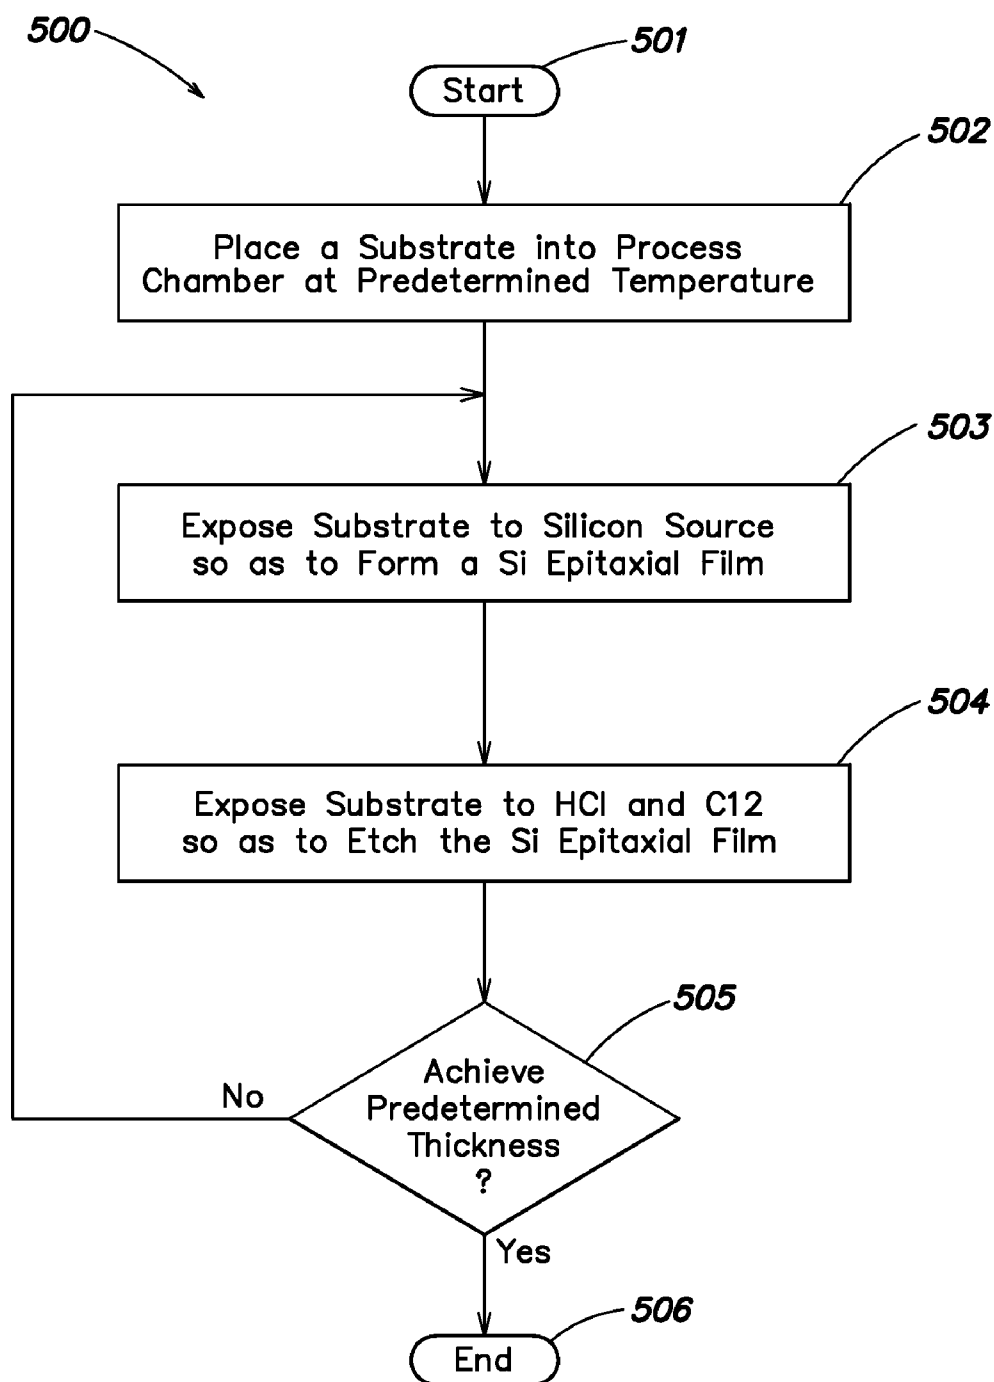 500
501
Start
502
Place a Substrate into Process
Chamber at Predetermined Temperature
503
Expose Substrate to Silicon Source
so as to Form a Si Epitaxial Film
504
Expose Substrate to HCl and C12
so as to Etch the Si Epitaxial Film
505
Achieve
Predetermined
Thickness
?
No
Yes
506
End